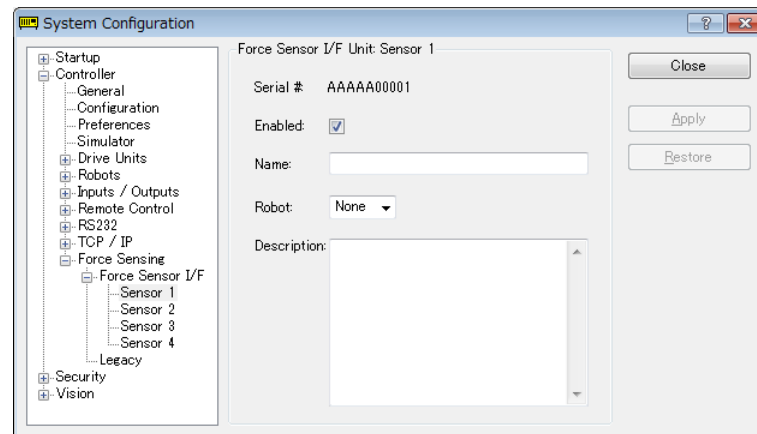 System Configuration
Startup
Controller
General
Configuration
Preferences
Simulator
Drive Units
Robots
Inputs / Outputs
Remote Control
RS232
TCP / IP
Force Sensing
Force Sensor I/F
Sensor 1
Sensor 2
Sensor 3
Sensor 4
Legacy
Security
Vision
Force Sensor I/F Unit: Sensor 1
Serial # AAAAA00001
Enabled:
Name:
Robot: None
Description:
Close
Apply
Restore